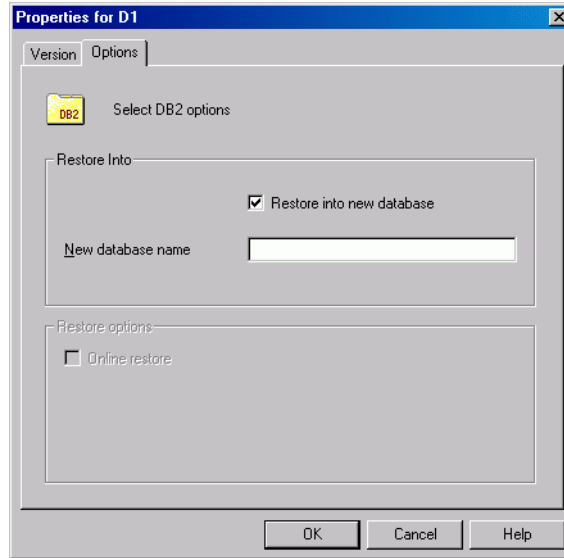 Properties for D1
Version
Options
DB2
Select DB2 options
Restore Into
Restore into new database
New database name
Restore options
Online restore
OK
Cancel
Help